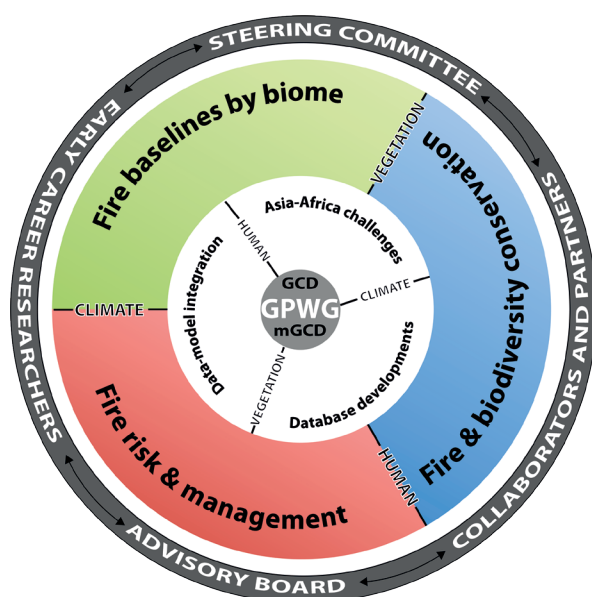 STEERING COMMITTEE
EARLY CAREER RESEARCHERS
COLLABORATORS AND PARTNERS
ADVISORY BOARD
Fire baselines by biome
VEGETATION
Fire & biodiversity conservation
HUMAN
Fire risk & management
CLIMATE
Asia-Africa challenges
CLIMATE
Database developments
VEGETATION
Data-model integration
HUMAN
GCD
GPWG
mGCD